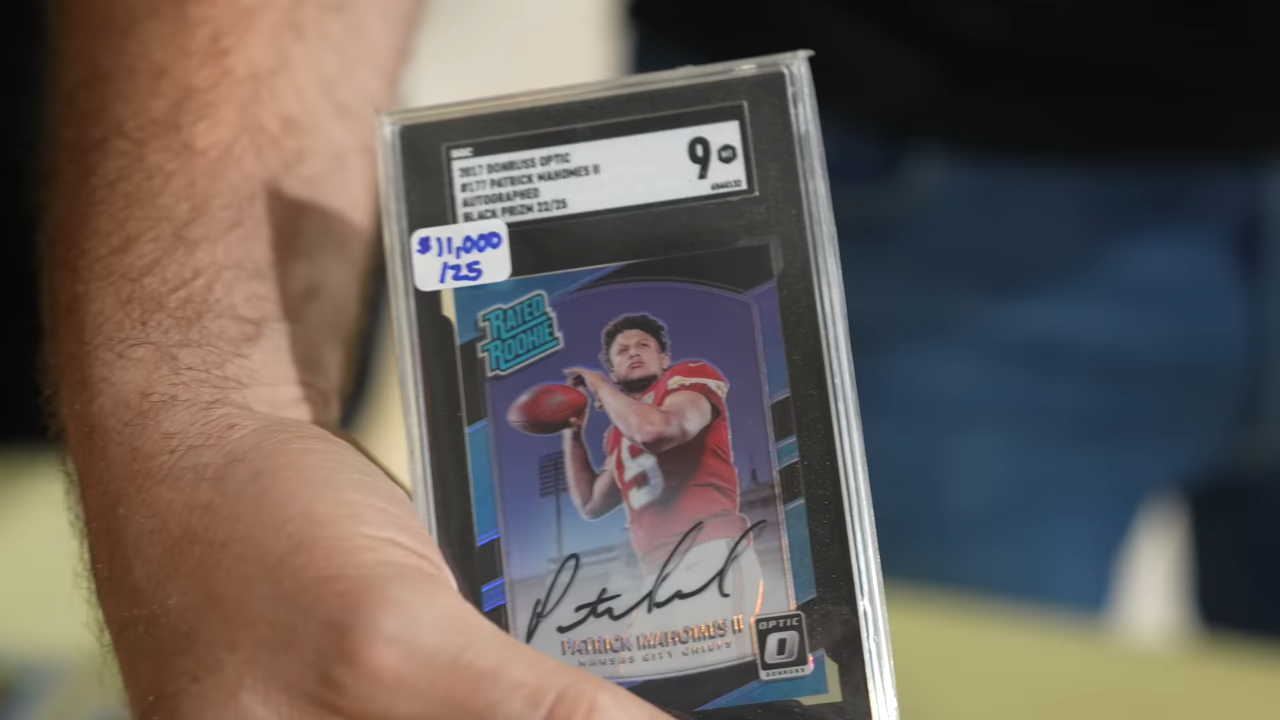 SGC
2017 DONRUSS OPTIC
#177 PATRICK MAHOMES II
AUTOGRAPHED
BLACK PRIZM 22/25
9 MT
$11,000
/25
RATED
ROOKIE
15
PATRICK MAHOMES II
KANSAS CITY CHIEFS
OPTIC
DONRUSS